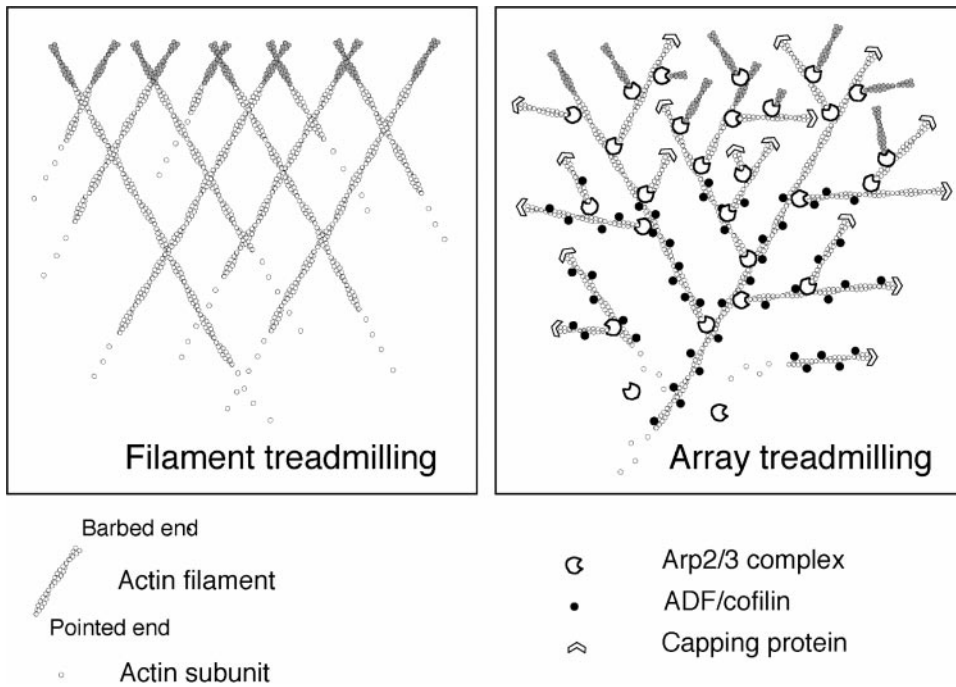 Filament treadmilling
Array treadmilling
Barbed end
Actin filament
Pointed end
Actin subunit
Arp2/3 complex
ADF/cofilin
Capping protein